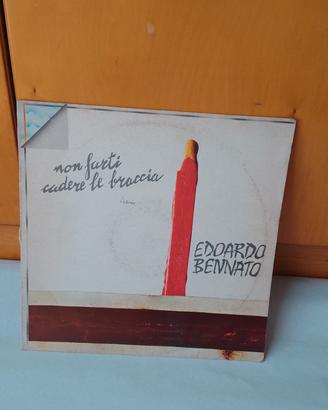 non farti
cadere le braccia
EDOARDO
BENNATO